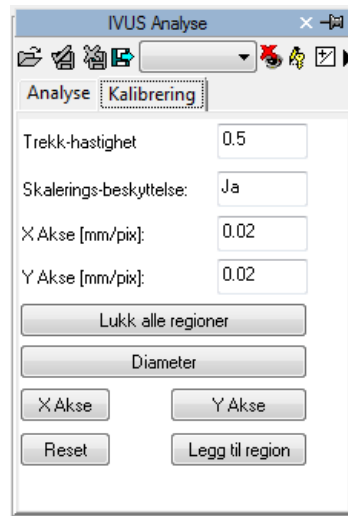 IVUS Analyse
Analyse Kalibrering
Trekk-hastighet 0.5
Skalerings-beskyttelse: Ja
X Akse [mm/pix]: 0.02
Y Akse [mm/pix]: 0.02
Lukk alle regioner
Diameter
X Akse Y Akse
Reset Legg til region